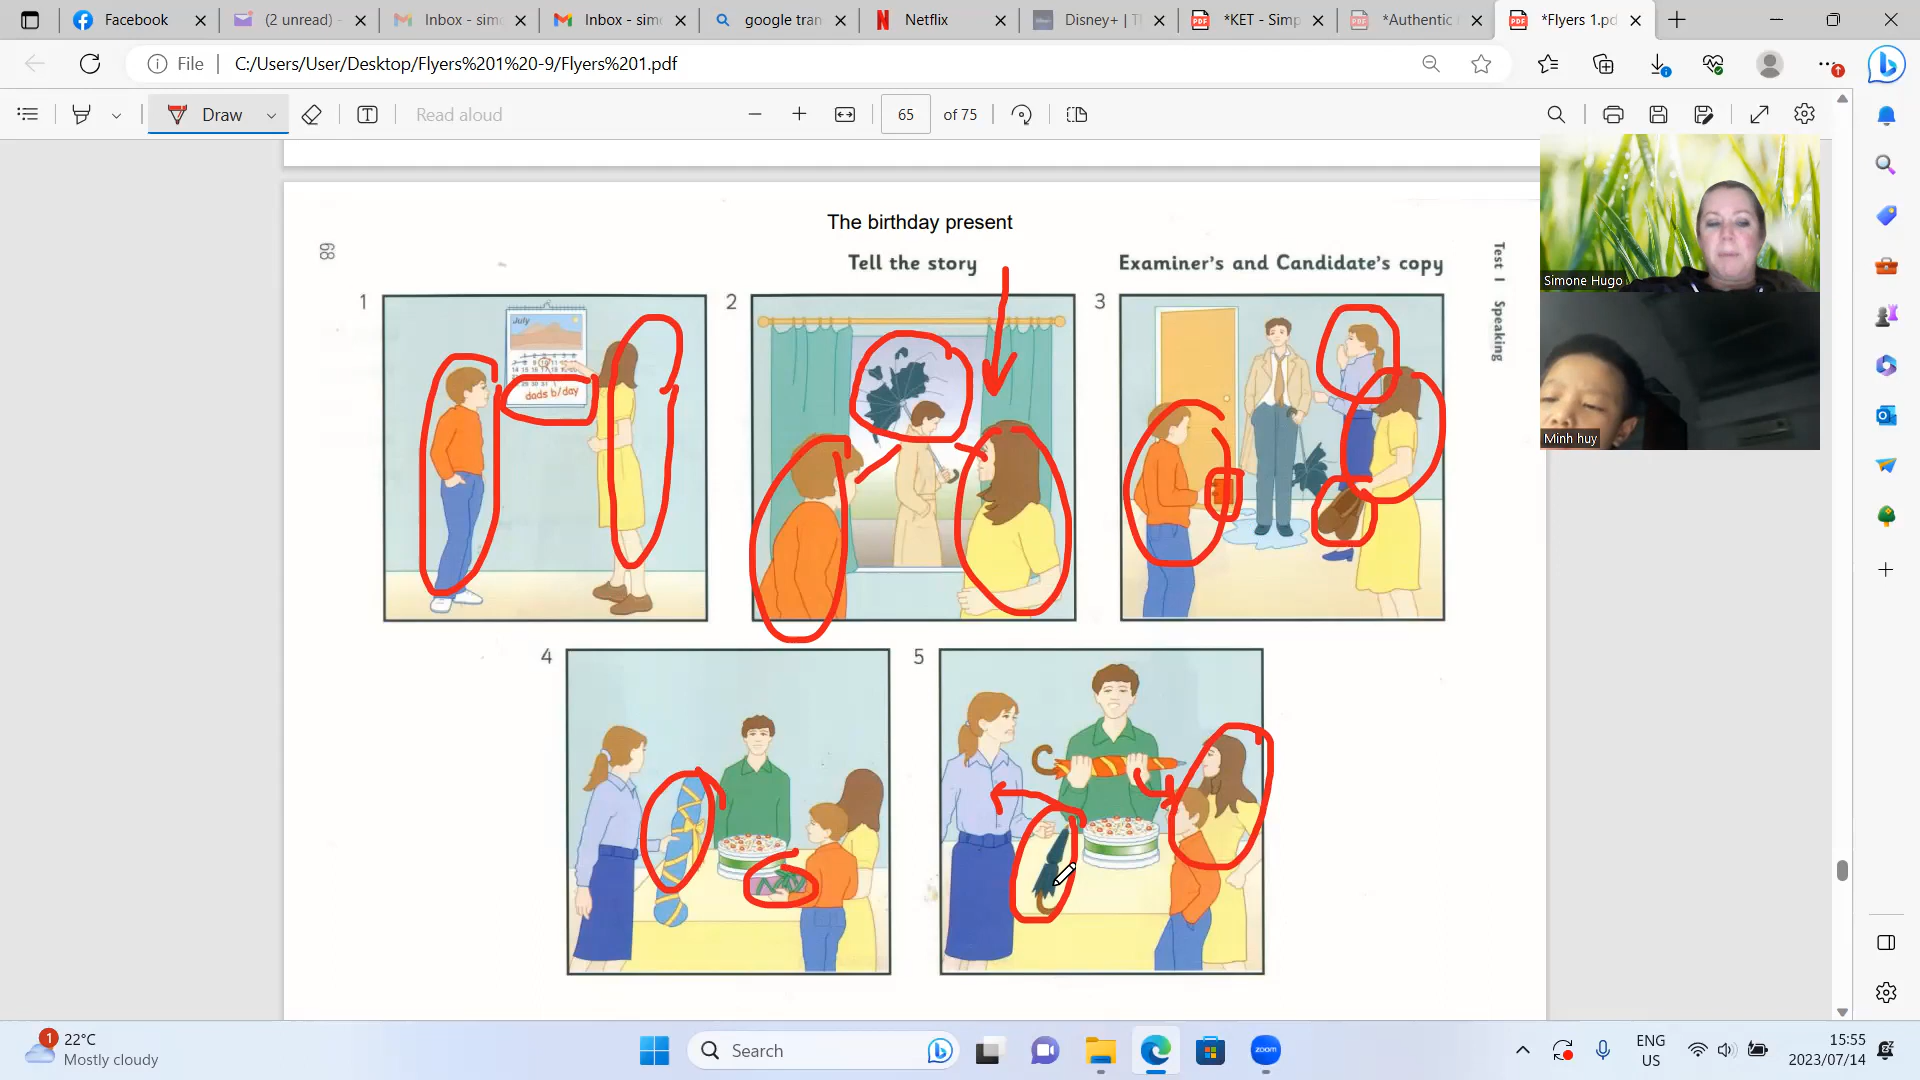 Facebook
(2 unread) -
Inbox - sim
Inbox - sim
google tran
Netflix
Disney+ | T
*KET - Simp
*Authentic
*Flyers 1.pd
File
C:/Users/User/Desktop/Flyers%201%20-9/Flyers%201.pdf
Draw
Read aloud
65
of 75
The birthday present
68
Tell the story
Examiner's and Candidate's copy
Test 1 Speaking
1
2
3
July
dads b/day
4
5
Simone Hugo
Minh huy
1
22°C
Mostly cloudy
Search
zoom
ENG
US
15:55
2023/07/14